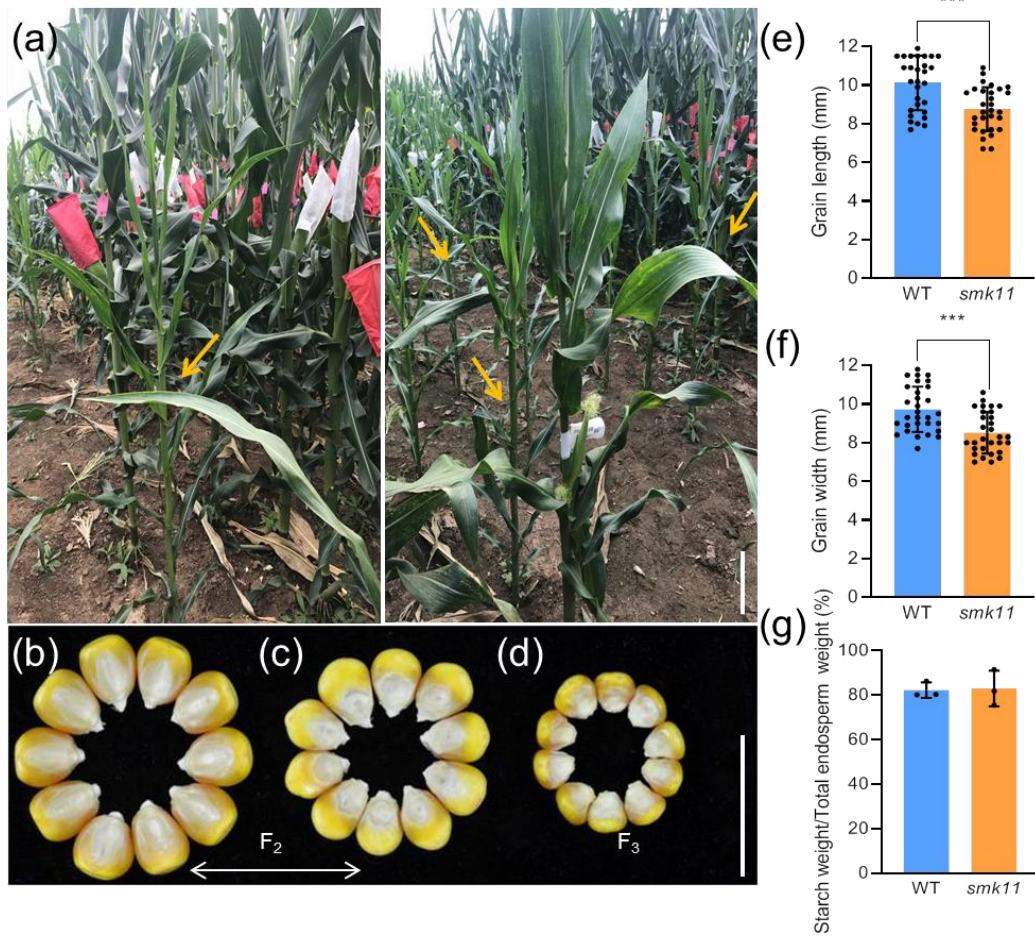 (a)
(b)
(c)
(d)
F2
F3
(e)
***
Grain length (mm)
12
10
8
6
4
2
0
WT
smk11
(f)
***
Grain width (mm)
12
10
8
6
4
2
0
WT
smk11
(g)
Starch weight/Total endosperm weight (%)
100
80
60
40
20
0
WT
smk11